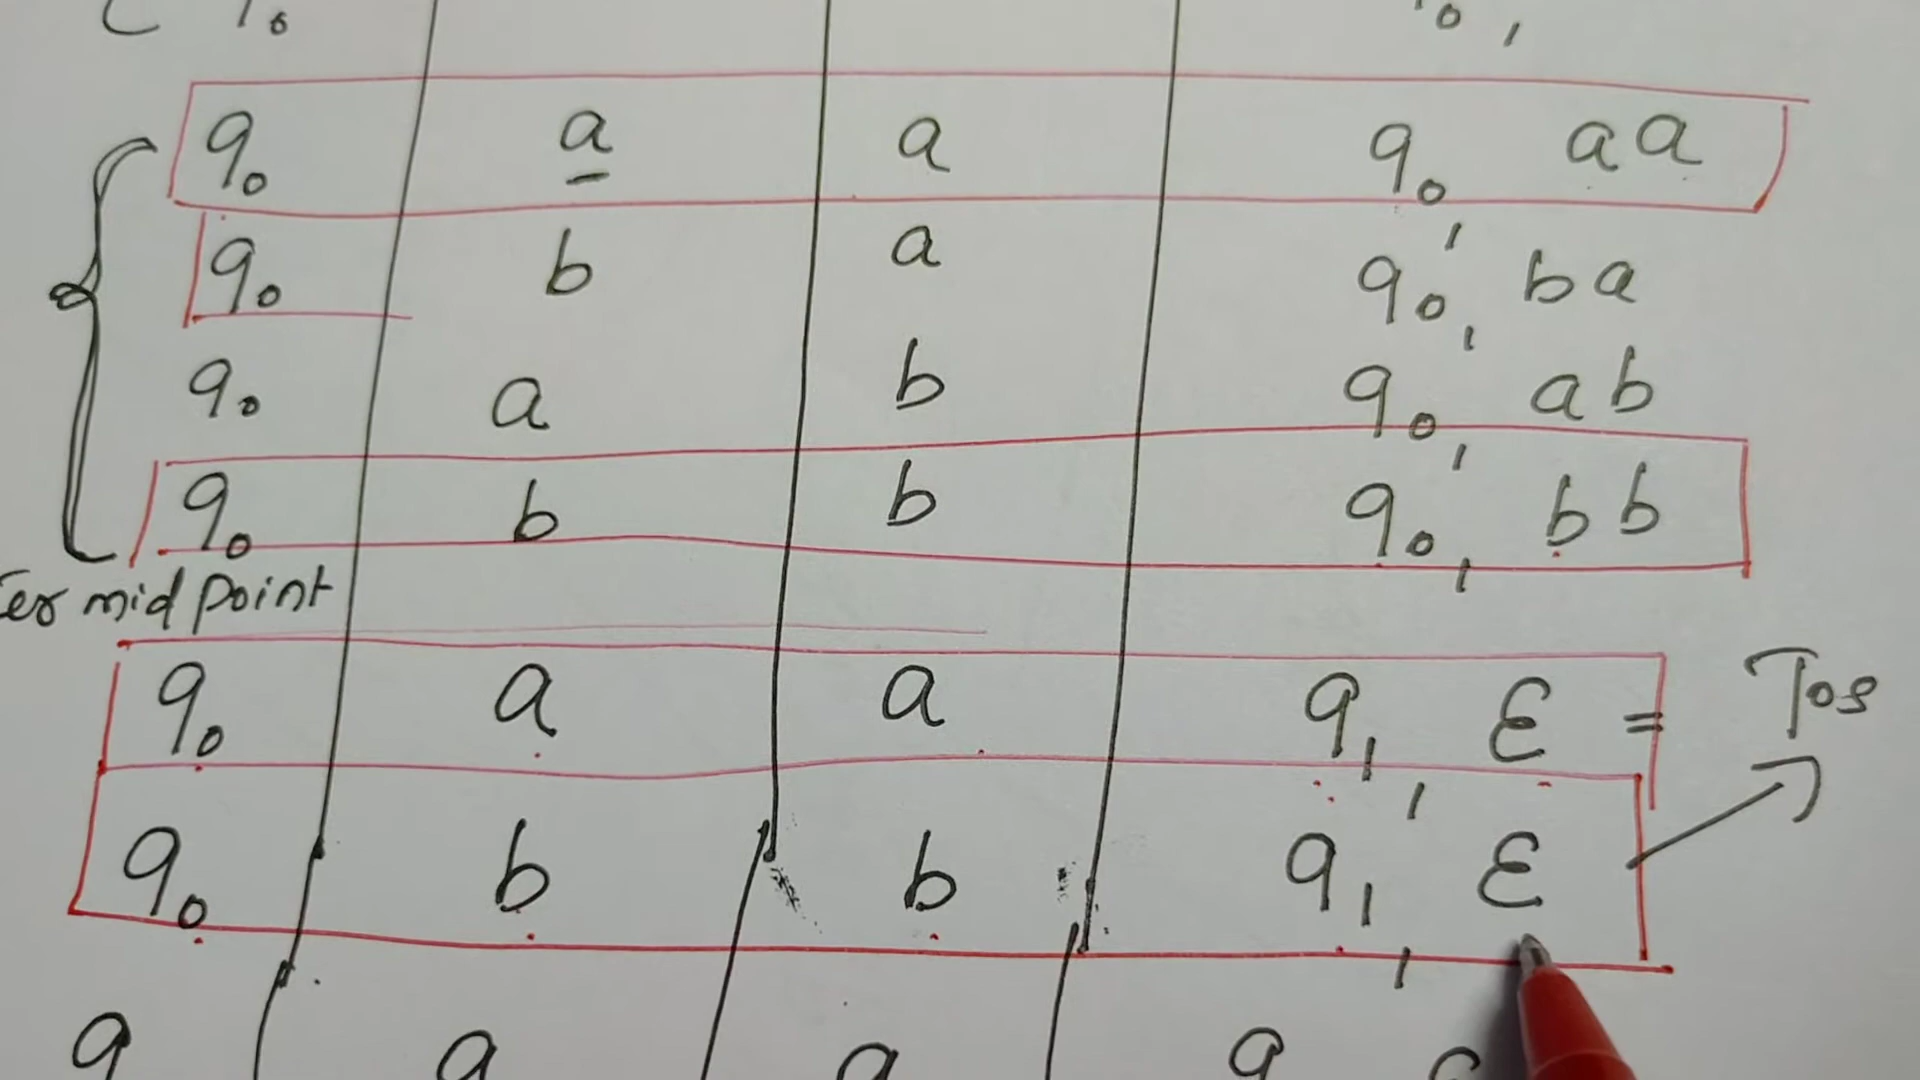 q₀ a a q₀, aa
q₀ b a q₀, ba
q₀ a b q₀, ab
q₀ b b q₀, bb
mid point
q₀ a a q₁, ε = Tos
q₀ b b q₁, ε
q a a q